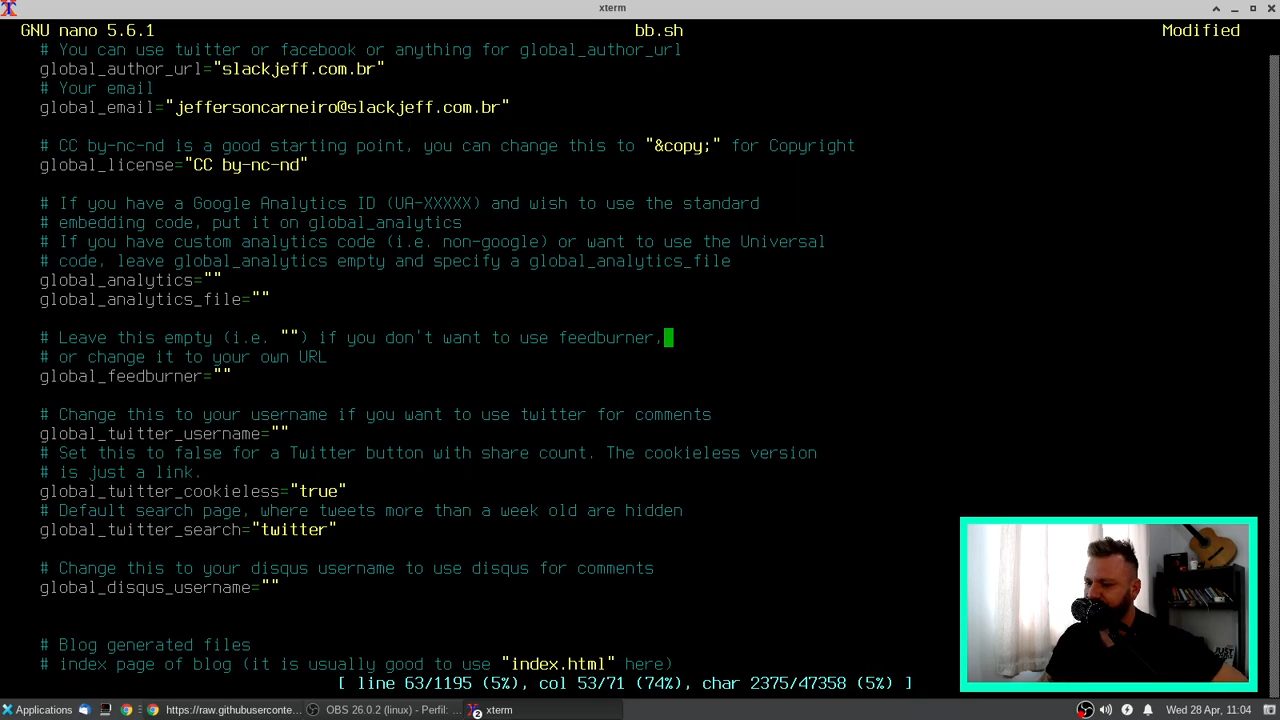 xterm
GNU nano 5.6.1 bb.sh Modified
# You can use twitter or facebook or anything for global_author_url
global_author_url="slackjeff.com.br"
# Your email
global_email="jeffersoncarneiro@slackjeff.com.br"
# CC by-nc-nd is a good starting point, you can change this to "&copy;" for Copyright
global_license="CC by-nc-nd"
# If you have a Google Analytics ID (UA-XXXXX) and wish to use the standard
# embedding code, put it on global_analytics
# If you have custom analytics code (i.e. non-google) or want to use the Universal
# code, leave global_analytics empty and specify a global_analytics_file
global_analytics=""
global_analytics_file=""
# Leave this empty (i.e. "") if you don't want to use feedburner,
# or change it to your own URL
global_feedburner=""
# Change this to your username if you want to use twitter for comments
global_twitter_username=""
# Set this to false for a Twitter button with share count. The cookieless version
# is just a link.
global_twitter_cookieless="true"
# Default search page, where tweets more than a week old are hidden
global_twitter_search="twitter"
# Change this to your disqus username to use disqus for comments
global_disqus_username=""
# Blog generated files
# index page of blog (it is usually good to use "index.html" here)
[ line 63/1195 (5%), col 53/71 (74%), char 2375/47358 (5%) ]
Applications https://raw.githubuserconte... OBS 26.0.2 (linux) - Perfil: ... 2 xterm Wed 28 Apr, 11:04